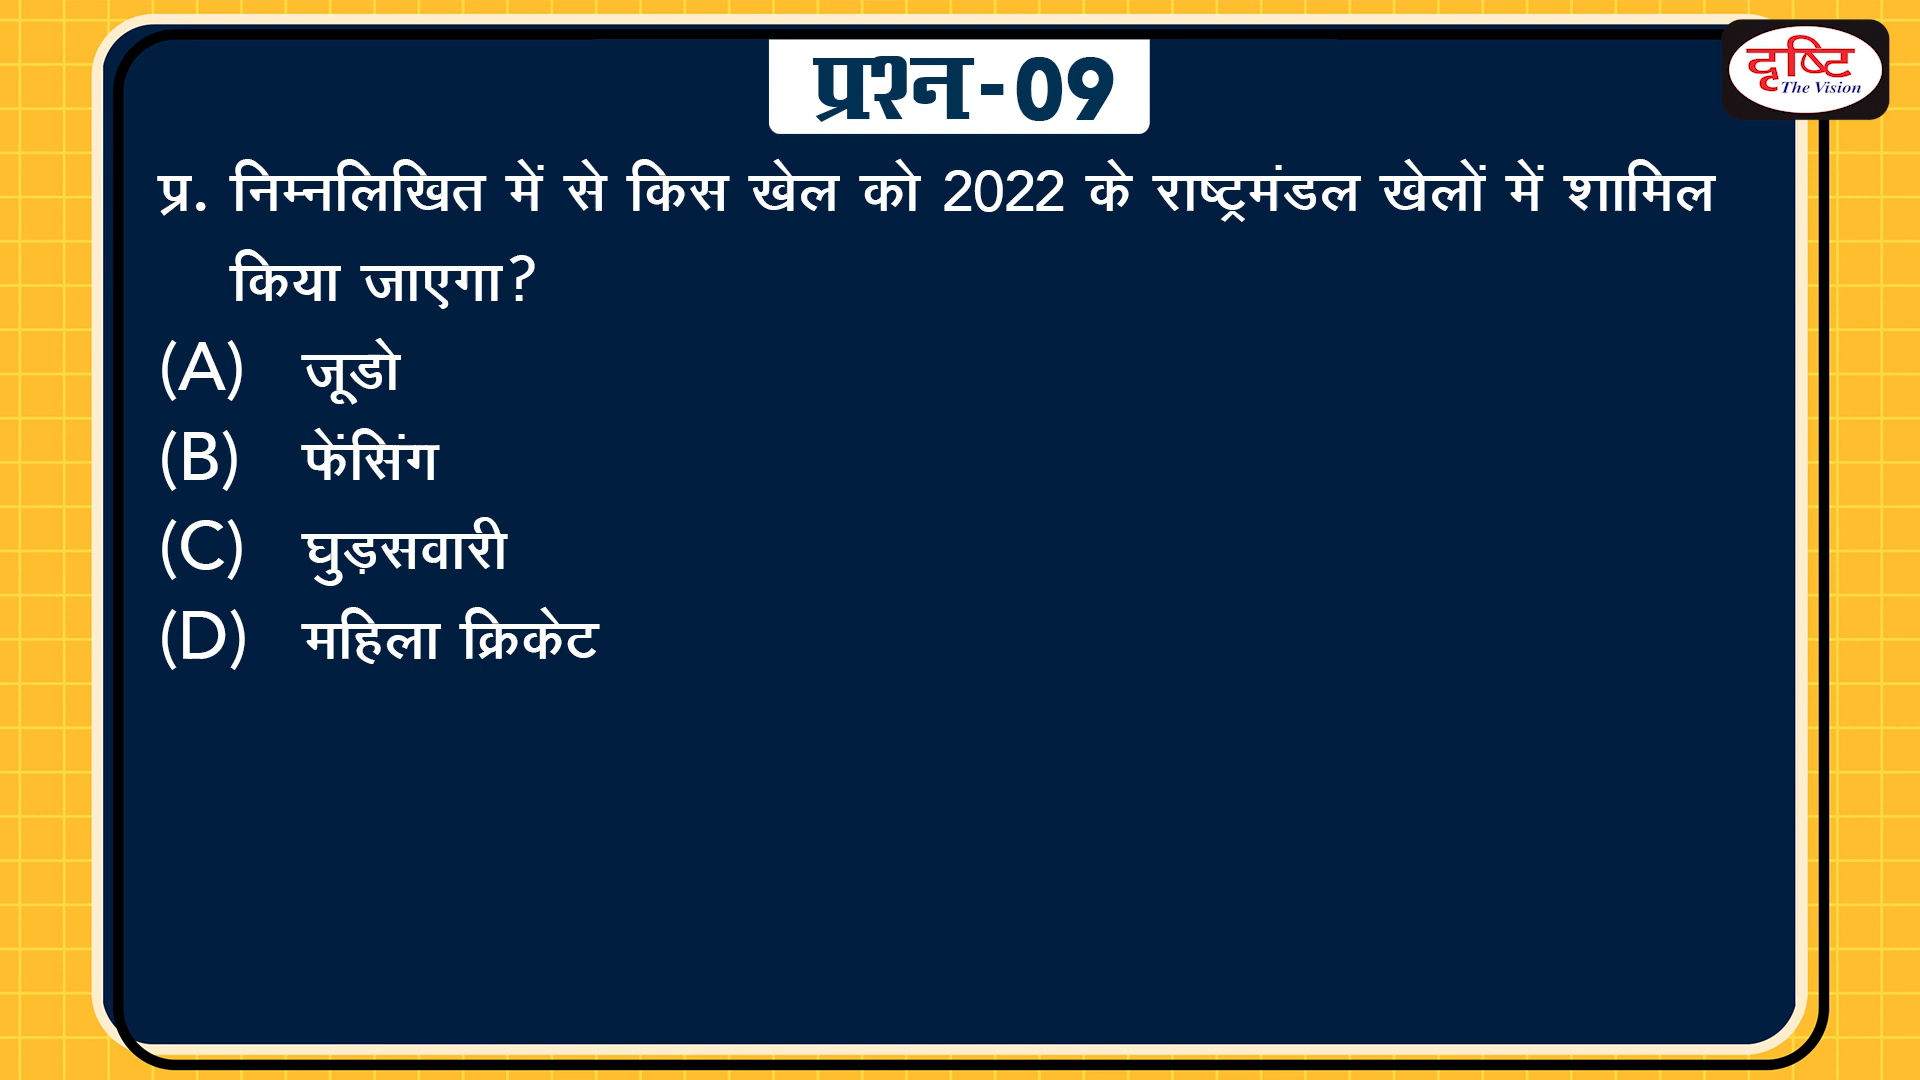 प्रश्न-09
दृष्टि
The Vision
प्र. निम्नलिखित में से किस खेल को 2022 के राष्ट्रमंडल खेलों में शामिल
किया जाएगा?
(A) जूडो
(B) फेंसिंग
(C) घुड़सवारी
(D) महिला क्रिकेट